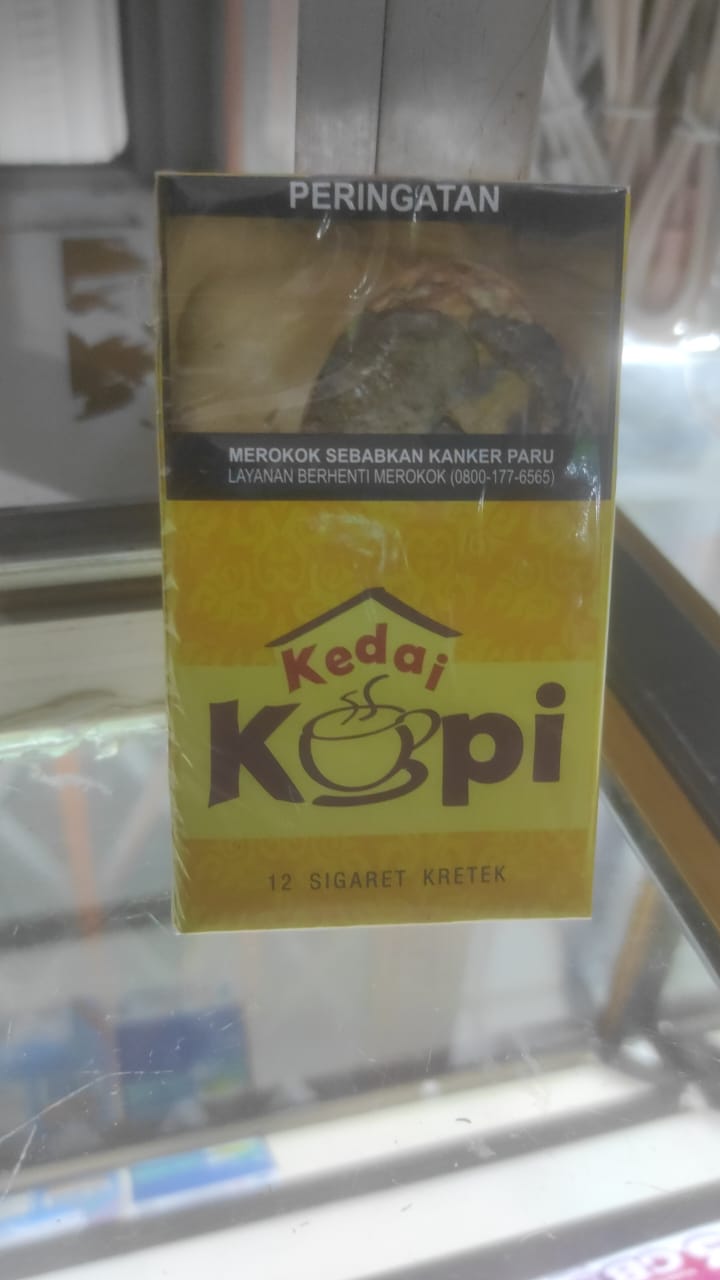 PERINGATAN
MEROKOK SEBABKAN KANKER PARU
LAYANAN BERHENTI MEROKOK (0800-177-6565)
Kedai
Kopi
12 SIGARET KRETEK